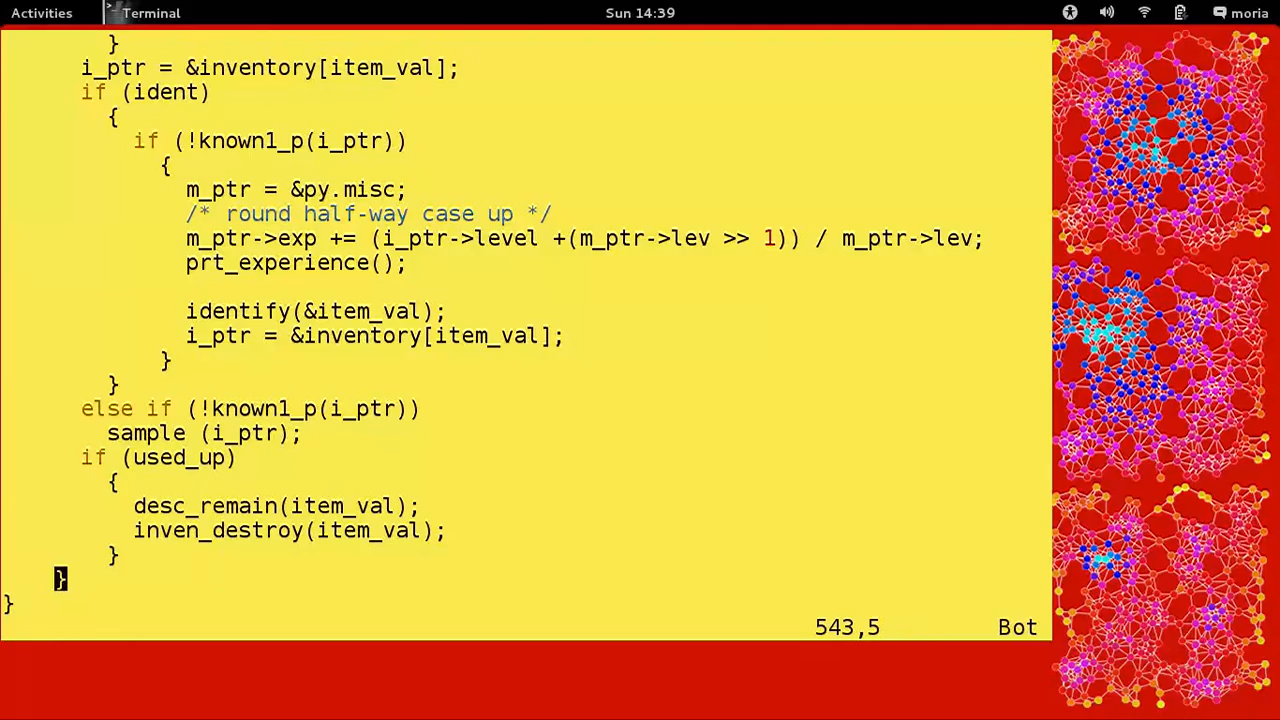 Activities Terminal Sun 14:39 moria
}
i_ptr = &inventory[item_val];
if (ident)
{
if (!known1_p(i_ptr))
{
m_ptr = &py.misc;
/* round half-way case up */
m_ptr->exp += (i_ptr->level +(m_ptr->lev >> 1)) / m_ptr->lev;
prt_experience();
identify(&item_val);
i_ptr = &inventory[item_val];
}
}
else if (!known1_p(i_ptr))
sample (i_ptr);
if (used_up)
{
desc_remain(item_val);
inven_destroy(item_val);
}
}
}
543,5 Bot